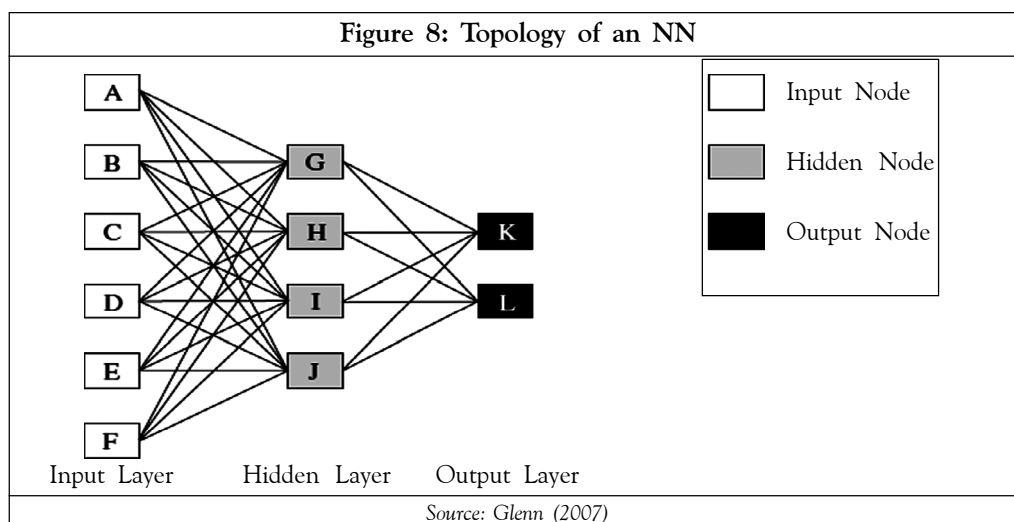 Figure 8: Topology of an NN
A
B
C
D
E
F
G
H
I
J
K
L
Input Layer
Hidden Layer
Output Layer
Input Node
Hidden Node
Output Node
Source: Glenn (2007)